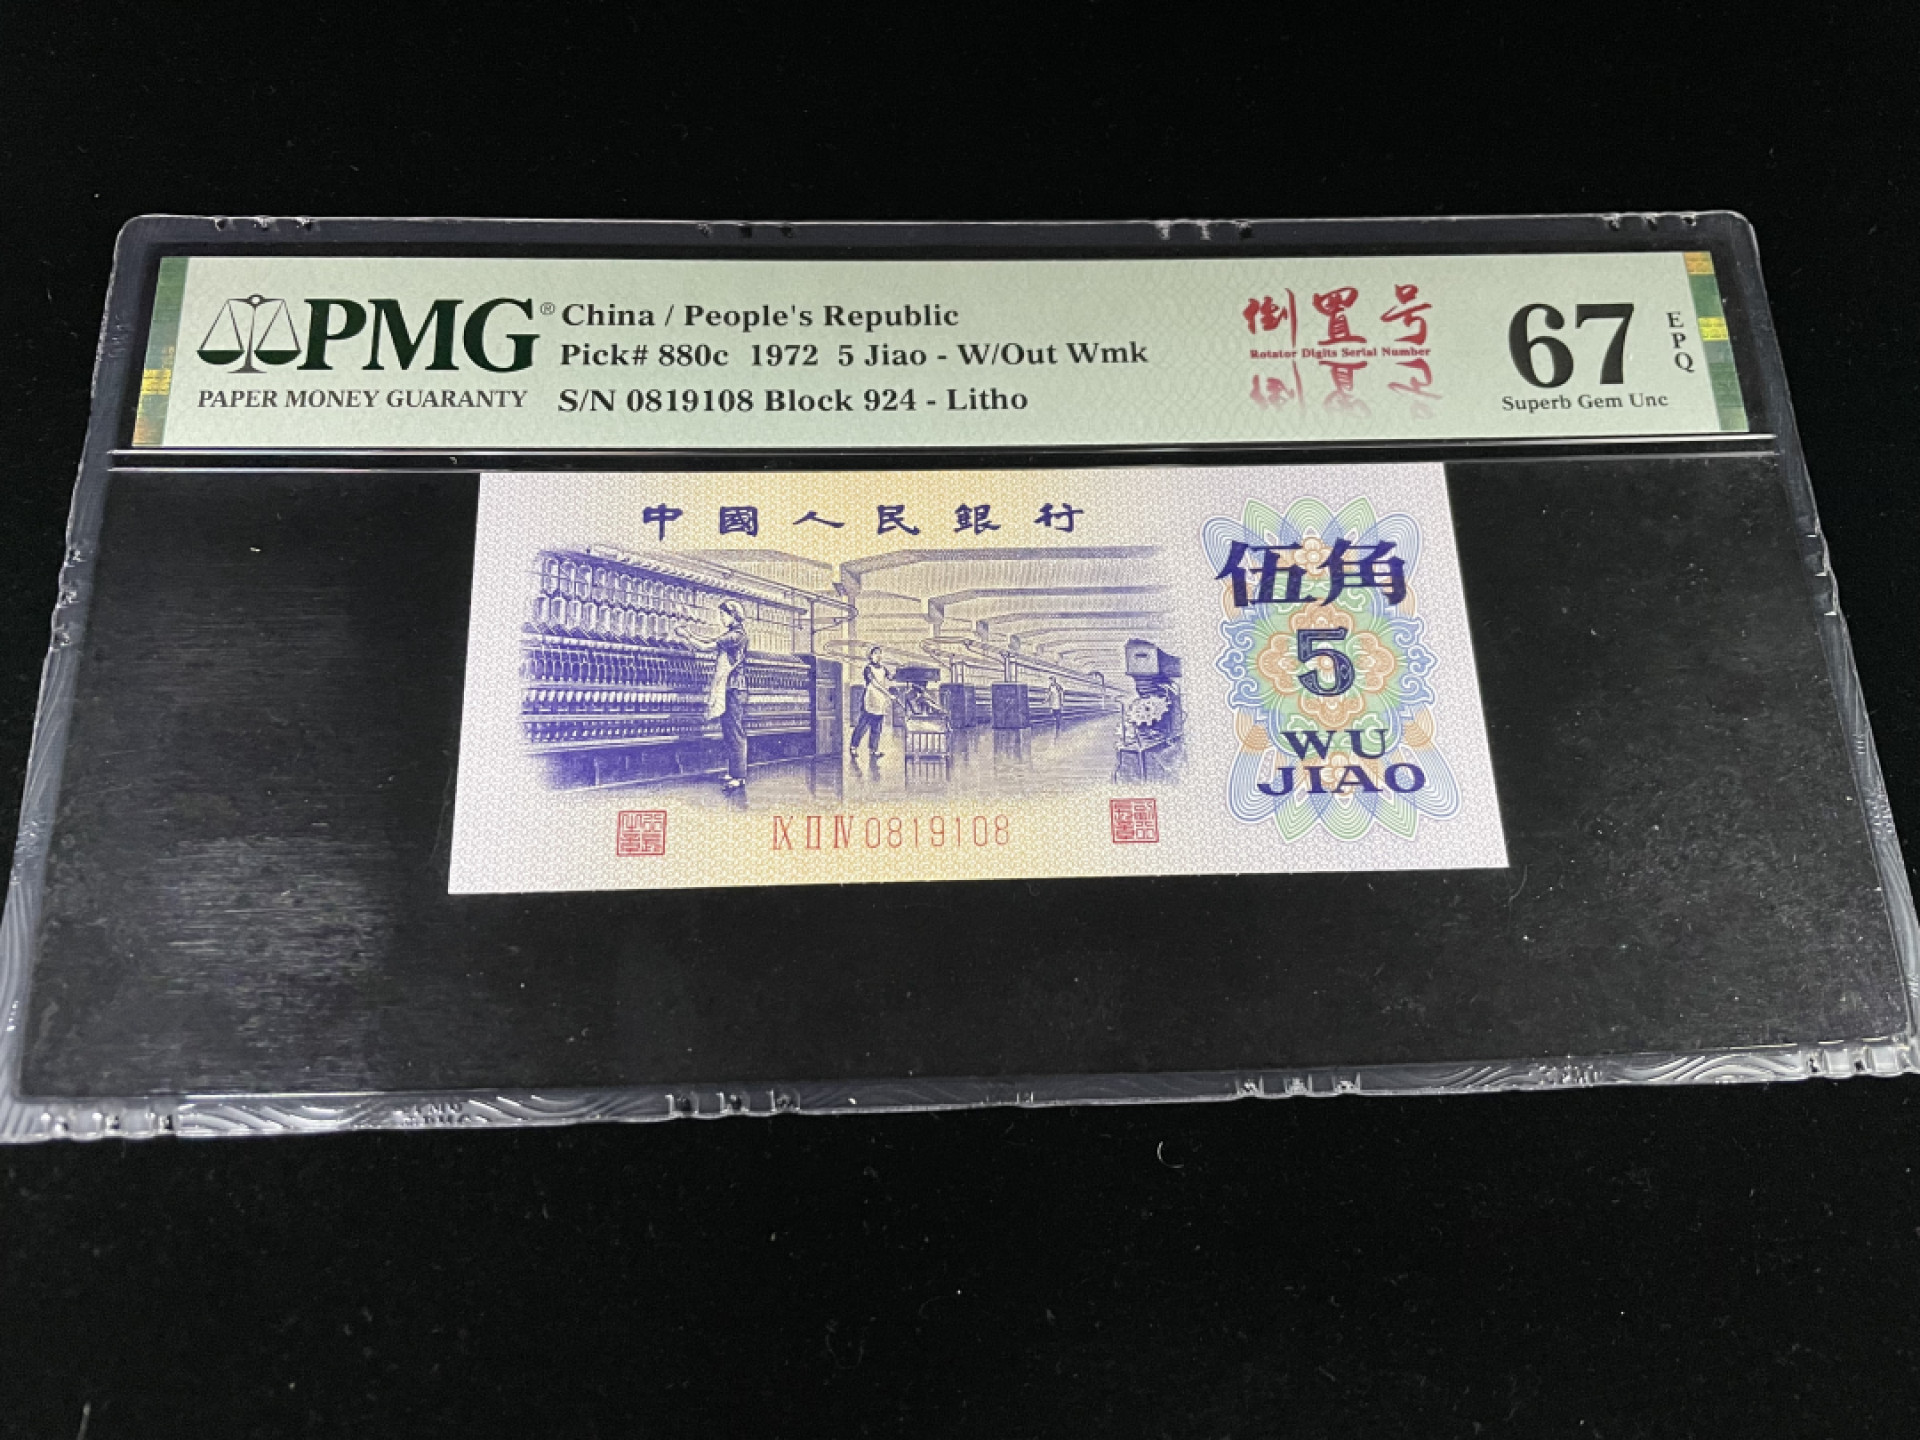 PMG®
PAPER MONEY GUARANTY
China / People's Republic
Pick# 880c 1972 5 Jiao - W/Out Wmk
S/N 0819108 Block 924 - Litho
倒置号
Rotator Digits Serial Number
67
EPQ
Superb Gem Unc
中國人民銀行
伍角
5
WU
JIAO
IX II IV 0819108